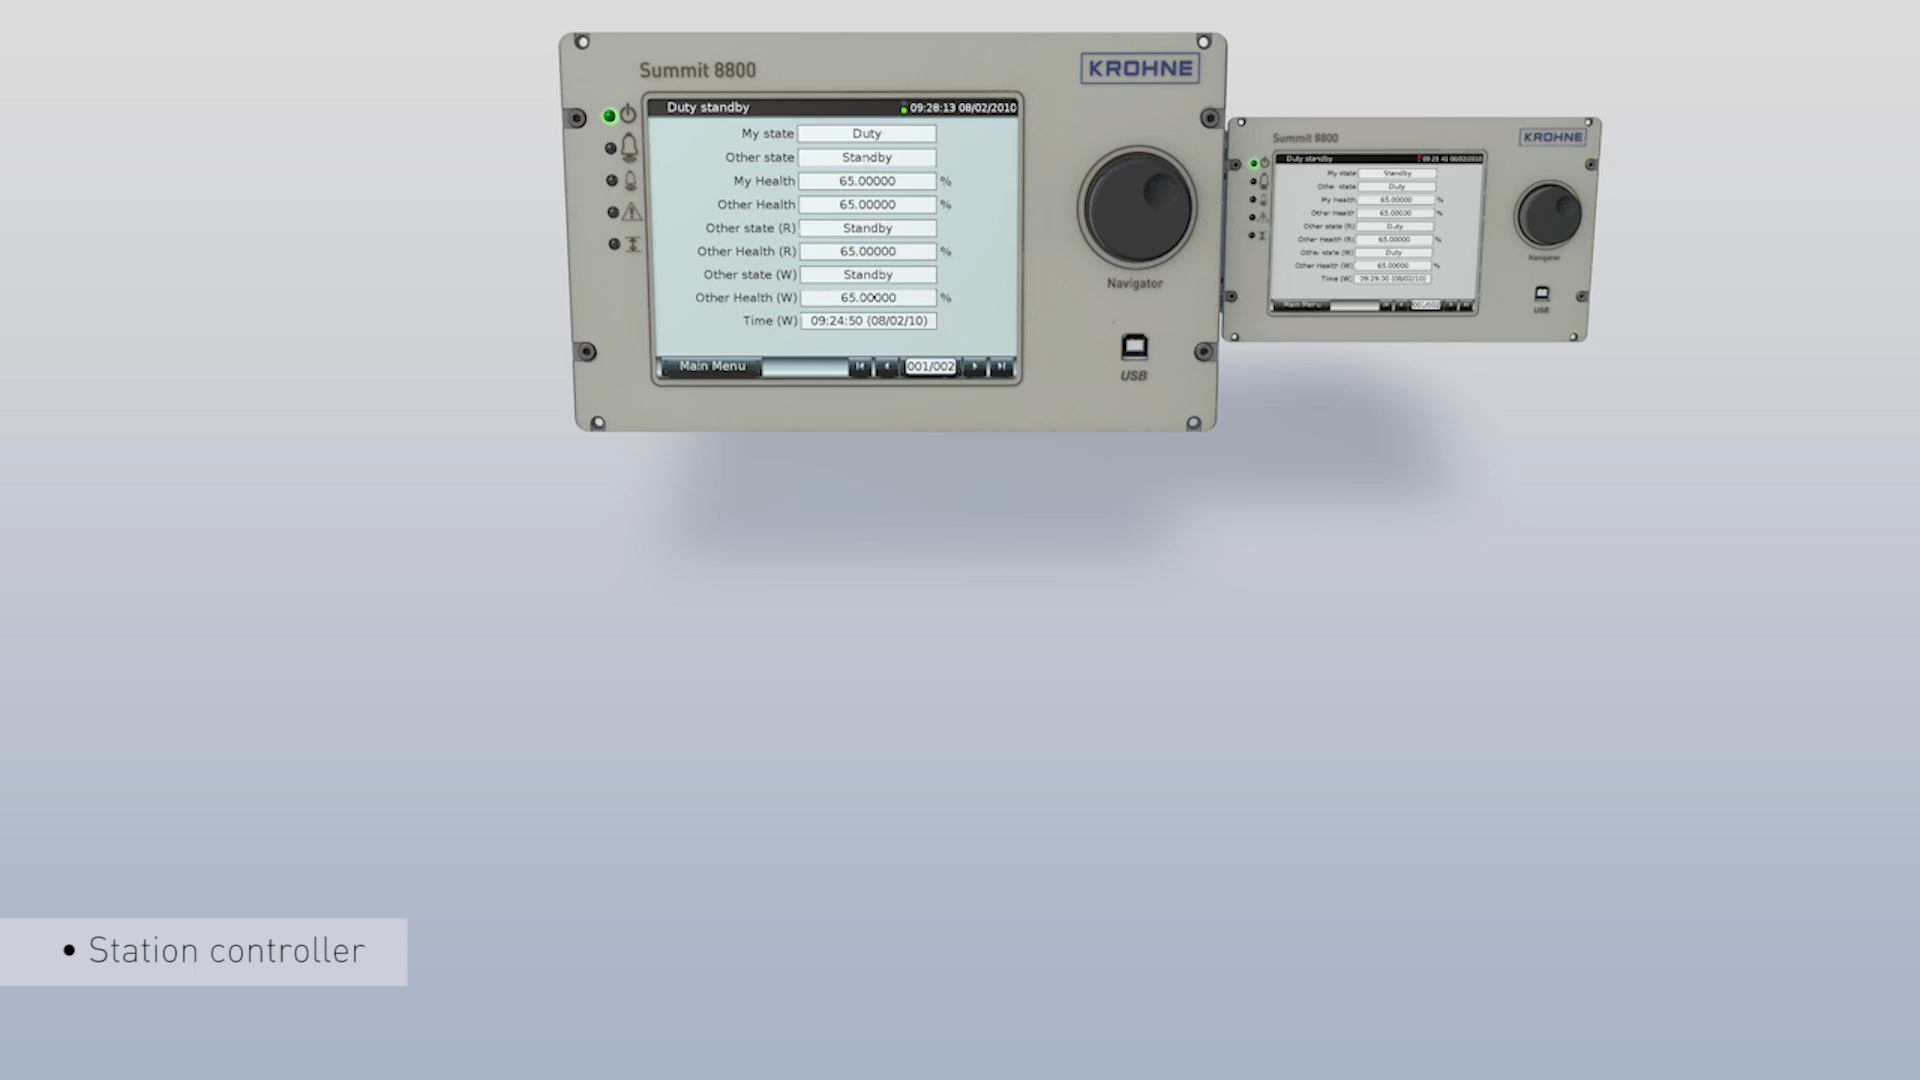 Summit 8800
KROHNE
Duty standby 09:28:13 08/02/2010
My state Duty
Other state Standby
My Health 65.00000 %
Other Health 65.00000 %
Other state (R) Standby
Other Health (R) 65.00000 %
Other state (W) Standby
Other Health (W) 65.00000 %
Time (W) 09:24:50 (08/02/10)
Main Menu 001/002
Navigator
USB
Summit 8800
KROHNE
Duty standby
My state Standby
Other state Duty
My Health 65.00000 %
Other Health 65.00000 %
Other state (R) Duty
Other Health (R) 65.00000 %
Other state (W) Duty
Other Health (W) 65.00000 %
Time (W)
Main Menu 001/002
Navigator
USB
• Station controller